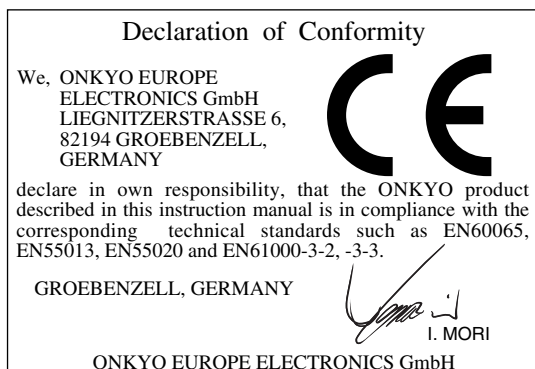 Declaration of Conformity
We, ONKYO EUROPE
ELECTRONICS GmbH
LIEGNITZERSTRASSE 6,
82194 GROEBENZELL,
GERMANY
CE
declare in own responsibility, that the ONKYO product
described in this instruction manual is in compliance with the
corresponding technical standards such as EN60065,
EN55013, EN55020 and EN61000-3-2, -3-3.
GROEBENZELL, GERMANY
I. MORI
ONKYO EUROPE ELECTRONICS GmbH